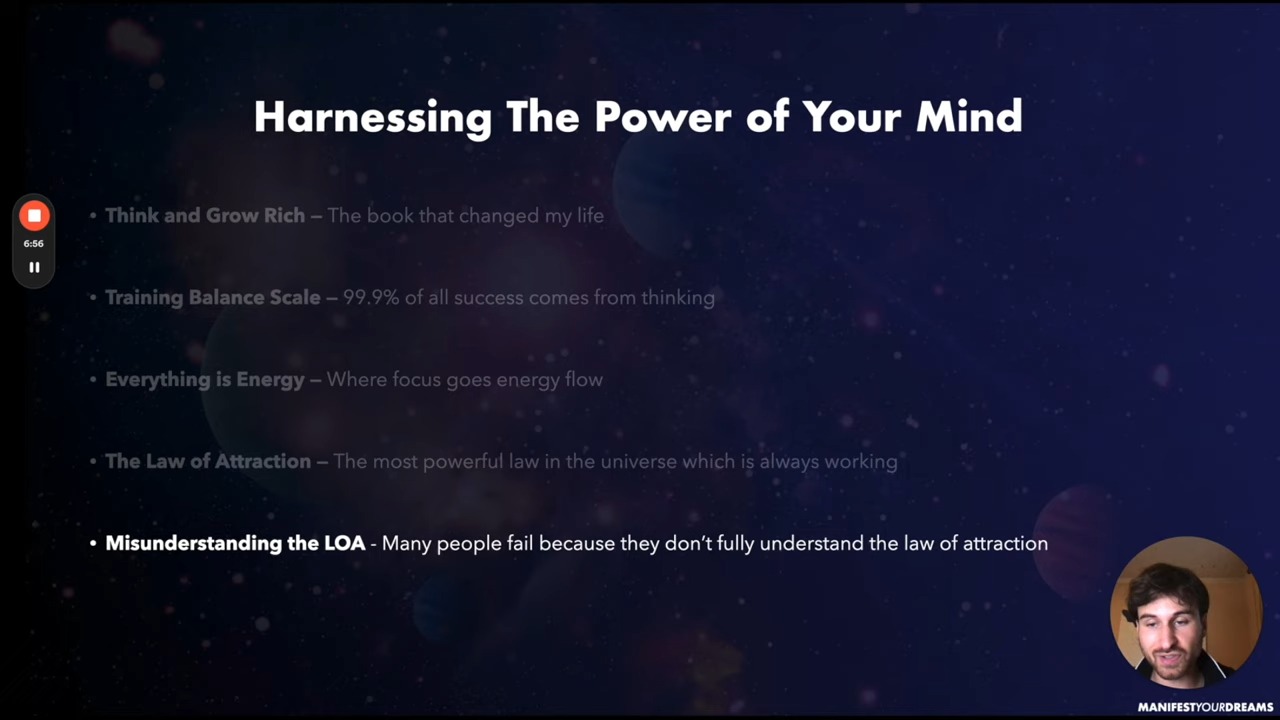 Harnessing The Power of Your Mind
• Think and Grow Rich – The book that changed my life
6:56
• Training Balance Scale – 99.9% of all success comes from thinking
• Everything is Energy – Where focus goes energy flow
• The Law of Attraction – The most powerful law in the universe which is always working
• Misunderstanding the LOA - Many people fail because they don’t fully understand the law of attraction
MANIFESTYOURDREAMS